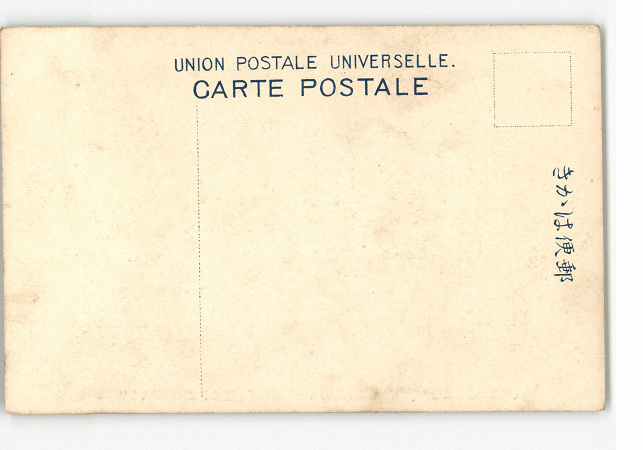 UNION POSTALE UNIVERSELLE.
CARTE POSTALE
郵便はがき